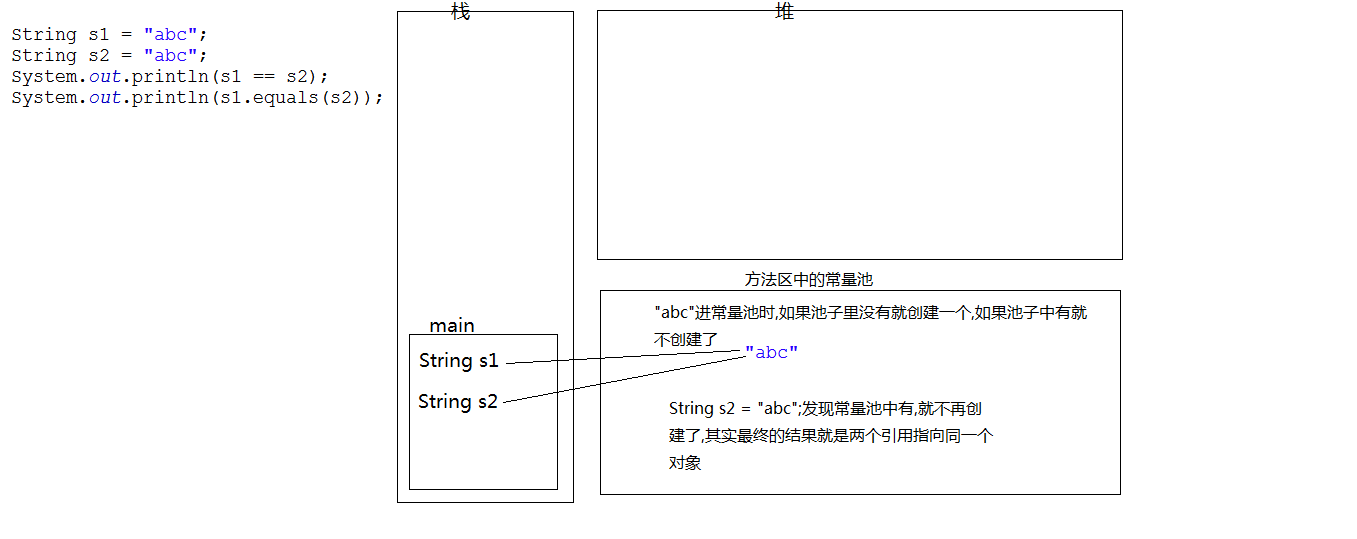 String s1 = "abc";
String s2 = "abc";
System.out.println(s1 == s2);
System.out.println(s1.equals(s2));
栈
main
String s1
String s2
堆
方法区中的常量池
"abc"进常量池时,如果池子里没有就创建一个,如果池子中有就
不创建了
"abc"
String s2 = "abc";发现常量池中有,就不再创
建了,其实最终的结果就是两个引用指向同一个
对象